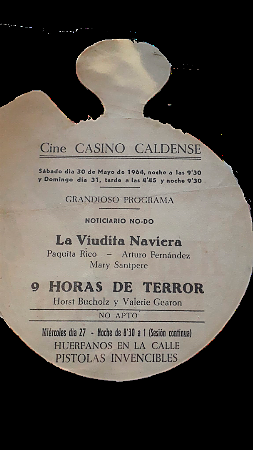 Cine CASINO CALDENSE
Sábado día 30 de Mayo de 1964, noche a las 9'30
y Domingo día 31, tarde a las 4'45 y noche 9'30
GRANDIOSO PROGRAMA
NOTICIARIO NO-DO
La Viudita Naviera
Paquita Rico – Arturo Fernández
Mary Santpere
9 HORAS DE TERROR
Horst Bucholz y Valerie Gearon
NO APTO
Miércoles día 27 - Noche de 8'30 a 1 (Sesión continua)
HUERFANOS EN LA CALLE
PISTOLAS INVENCIBLES